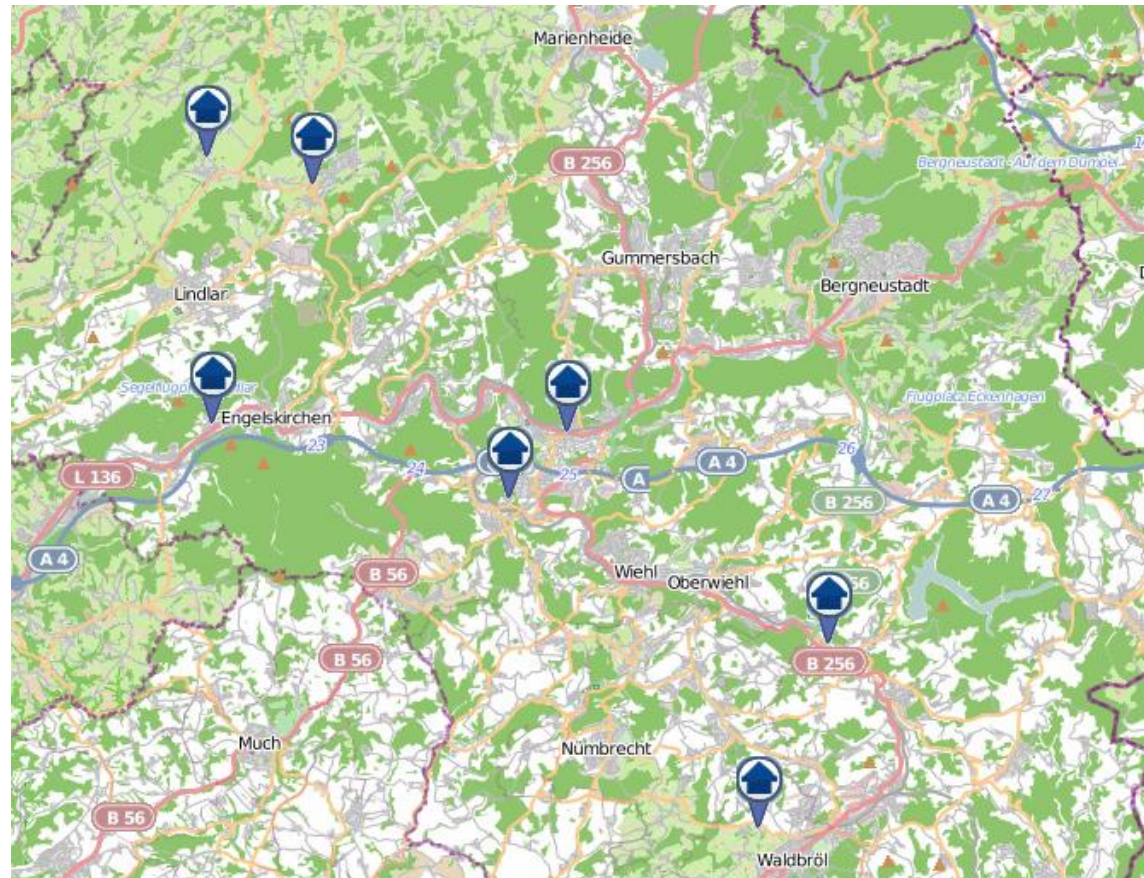 Marienheide
B 256
Bergneustadt - Auf dem Dümpel
Gummersbach
Bergneustadt
Lindlar
Engelskirchen
Flugplatz Eckenhagen
23
24
25
26
27
A 4
A
L 136
A 4
B 256
A 4
B 56
Wiehl
Oberwiehl
B 56
B 256
Much
Nümbrecht
B 56
Waldbröl